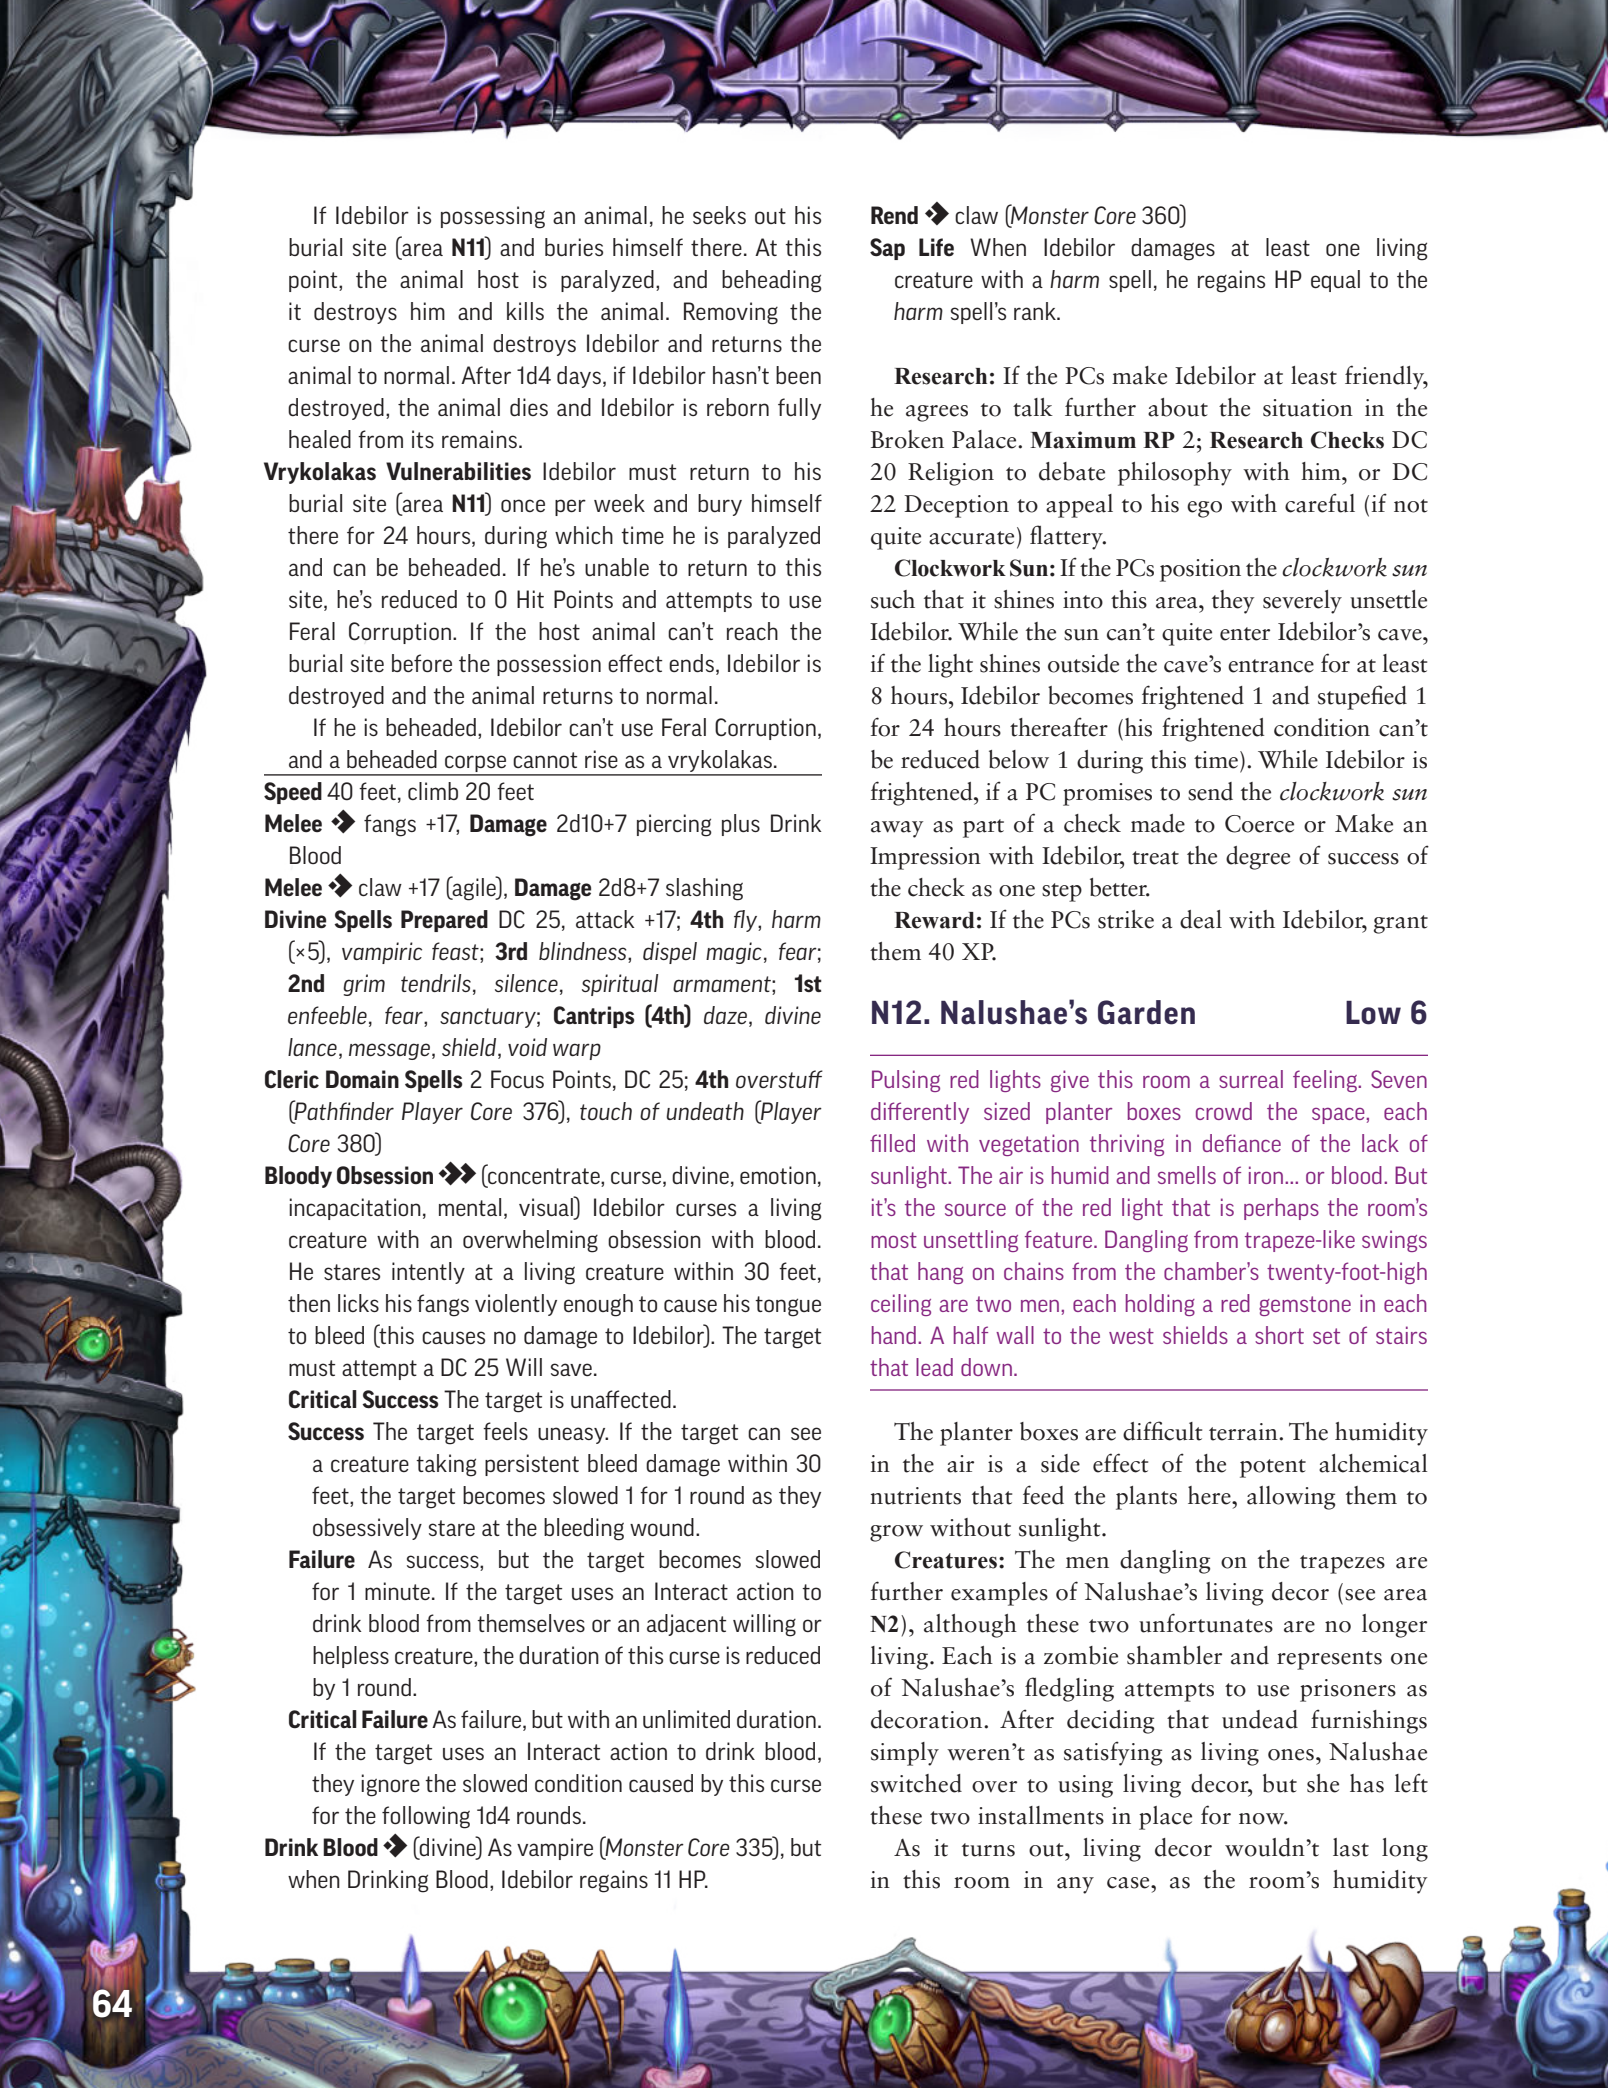 If Idebilor is possessing an animal, he seeks out his
burial site (area N11) and buries himself there. At this
point, the animal host is paralyzed, and beheading
it destroys him and kills the animal. Removing the
curse on the animal destroys Idebilor and returns the
animal to normal. After 1d4 days, if Idebilor hasn't been
destroyed, the animal dies and Idebilor is reborn fully
healed from its remains.
Vrykolakas Vulnerabilities Idebilor must return to his
burial site (area N11) once per week and bury himself
there for 24 hours, during which time he is paralyzed
and can be beheaded. If he's unable to return to this
site, he's reduced to 0 Hit Points and attempts to use
Feral Corruption. If the host animal can't reach the
burial site before the possession effect ends, Idebilor is
destroyed and the animal returns to normal.
If he is beheaded, Idebilor can't use Feral Corruption,
and a beheaded corpse cannot rise as a vrykolakas.
Speed 40 feet, climb 20 feet
Melee fangs +17, Damage 2d10+7 piercing plus Drink
Blood
Melee claw +17 (agile), Damage 2d8+7 slashing
Divine Spells Prepared DC 25, attack +17; 4th fly, harm
(×5), vampiric feast; 3rd blindness, dispel magic, fear;
2nd grim tendrils, silence, spiritual armament; 1st
enfeeble, fear, sanctuary; Cantrips (4th) daze, divine
lance, message, shield, void warp
Cleric Domain Spells 2 Focus Points, DC 25; 4th overstuff
(Pathfinder Player Core 376), touch of undeath (Player
Core 380)
Bloody Obsession (concentrate, curse, divine, emotion,
incapacitation, mental, visual) Idebilor curses a living
creature with an overwhelming obsession with blood.
He stares intently at a living creature within 30 feet,
then licks his fangs violently enough to cause his tongue
to bleed (this causes no damage to Idebilor). The target
must attempt a DC 25 Will save.
Critical Success The target is unaffected.
Success The target feels uneasy. If the target can see
a creature taking persistent bleed damage within 30
feet, the target becomes slowed 1 for 1 round as they
obsessively stare at the bleeding wound.
Failure As success, but the target becomes slowed
for 1 minute. If the target uses an Interact action to
drink blood from themselves or an adjacent willing or
helpless creature, the duration of this curse is reduced
by 1 round.
Critical Failure As failure, but with an unlimited duration.
If the target uses an Interact action to drink blood,
they ignore the slowed condition caused by this curse
for the following 1d4 rounds.
Drink Blood (divine) As vampire (Monster Core 335), but
when Drinking Blood, Idebilor regains 11 HP.
Rend claw (Monster Core 360)
Sap Life When Idebilor damages at least one living
creature with a harm spell, he regains HP equal to the
harm spell's rank.
Research: If the PCs make Idebilor at least friendly,
he agrees to talk further about the situation in the
Broken Palace. Maximum RP 2; Research Checks DC
20 Religion to debate philosophy with him, or DC
22 Deception to appeal to his ego with careful (if not
quite accurate) flattery.
Clockwork Sun: If the PCs position the clockwork sun
such that it shines into this area, they severely unsettle
Idebilor. While the sun can't quite enter Idebilor's cave,
if the light shines outside the cave's entrance for at least
8 hours, Idebilor becomes frightened 1 and stupefied 1
for 24 hours thereafter (his frightened condition can't
be reduced below 1 during this time). While Idebilor is
frightened, if a PC promises to send the clockwork sun
away as part of a check made to Coerce or Make an
Impression with Idebilor, treat the degree of success of
the check as one step better.
Reward: If the PCs strike a deal with Idebilor, grant
them 40 XP.
N12. Nalushae's Garden Low 6
Pulsing red lights give this room a surreal feeling. Seven
differently sized planter boxes crowd the space, each
filled with vegetation thriving in defiance of the lack of
sunlight. The air is humid and smells of iron... or blood. But
it's the source of the red light that is perhaps the room's
most unsettling feature. Dangling from trapeze-like swings
that hang on chains from the chamber's twenty-foot-high
ceiling are two men, each holding a red gemstone in each
hand. A half wall to the west shields a short set of stairs
that lead down.
The planter boxes are difficult terrain. The humidity
in the air is a side effect of the potent alchemical
nutrients that feed the plants here, allowing them to
grow without sunlight.
Creatures: The men dangling on the trapezes are
further examples of Nalushae's living decor (see area
N2), although these two unfortunates are no longer
living. Each is a zombie shambler and represents one
of Nalushae's fledgling attempts to use prisoners as
decoration. After deciding that undead furnishings
simply weren't as satisfying as living ones, Nalushae
switched over to using living decor, but she has left
these two installments in place for now.
As it turns out, living decor wouldn't last long
in this room in any case, as the room's humidity
64